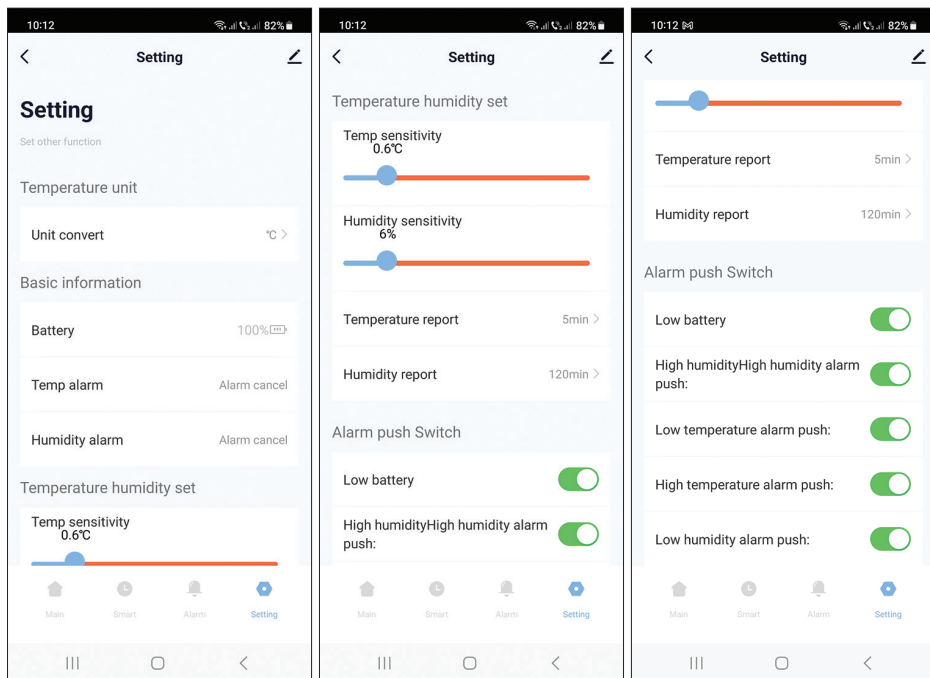 10:12
82%
Setting
Setting
Set other function
Temperature unit
Unit convert
℃ >
Basic information
Battery
100%
Temp alarm
Alarm cancel
Humidity alarm
Alarm cancel
Temperature humidity set
Temp sensitivity
0.6℃
Main
Smart
Alarm
Setting
10:12
82%
Setting
Temperature humidity set
Temp sensitivity
0.6℃
Humidity sensitivity
6%
Temperature report
5min >
Humidity report
120min >
Alarm push Switch
Low battery
High humidityHigh humidity alarm
push:
Main
Smart
Alarm
Setting
10:12
82%
Setting
Temperature report
5min >
Humidity report
120min >
Alarm push Switch
Low battery
High humidityHigh humidity alarm
push:
Low temperature alarm push:
High temperature alarm push:
Low humidity alarm push:
Main
Smart
Alarm
Setting